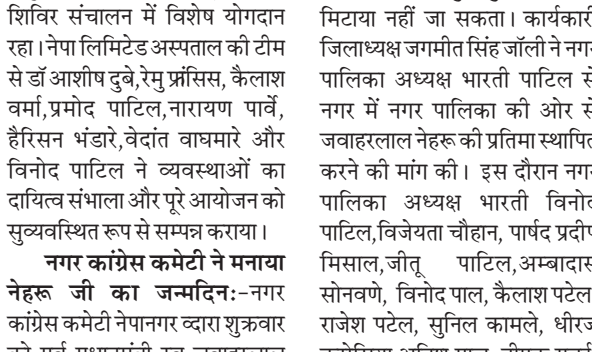 शिविर संचालन में विशेष योगदान
रहा। नेपा लिमिटेड अस्पताल की टीम
से डॉ आशीष दुबे,रेमु फ्रंसिस, कैलाश
वर्मा,प्रमोद पाटिल,नारायण पार्वे,
हैरिसन भंडारे,वेदांत वाघमारे और
विनोद पाटिल ने व्यवस्थाओं का
दायित्व संभाला और पूरे आयोजन को
सुव्यवस्थित रूप से सम्पन्न कराया।
नगर कांग्रेस कमेटी ने मनाया
नेहरू जी का जन्मदिनः-नगर
कांग्रेस कमेटी नेपानगर व्दारा शुक्रवार
मिटाया नहीं जा सकता। कार्यकारी
जिलाध्यक्ष जगमीत सिंह जॉली ने नगर
पालिका अध्यक्ष भारती पाटिल से
नगर में नगर पालिका की ओर से
जवाहरलाल नेहरू की प्रतिमा स्थापित
करने की मांग की। इस दौरान नगर
पालिका अध्यक्ष भारती विनोद
पाटिल,विजेयता चौहान, पार्षद प्रदीप
मिसाल,जीतू पाटिल,अम्बादास
सोनवणे, विनोद पाल, कैलाश पटेल
राजेश पटेल, सुनिल कामले, धीरज